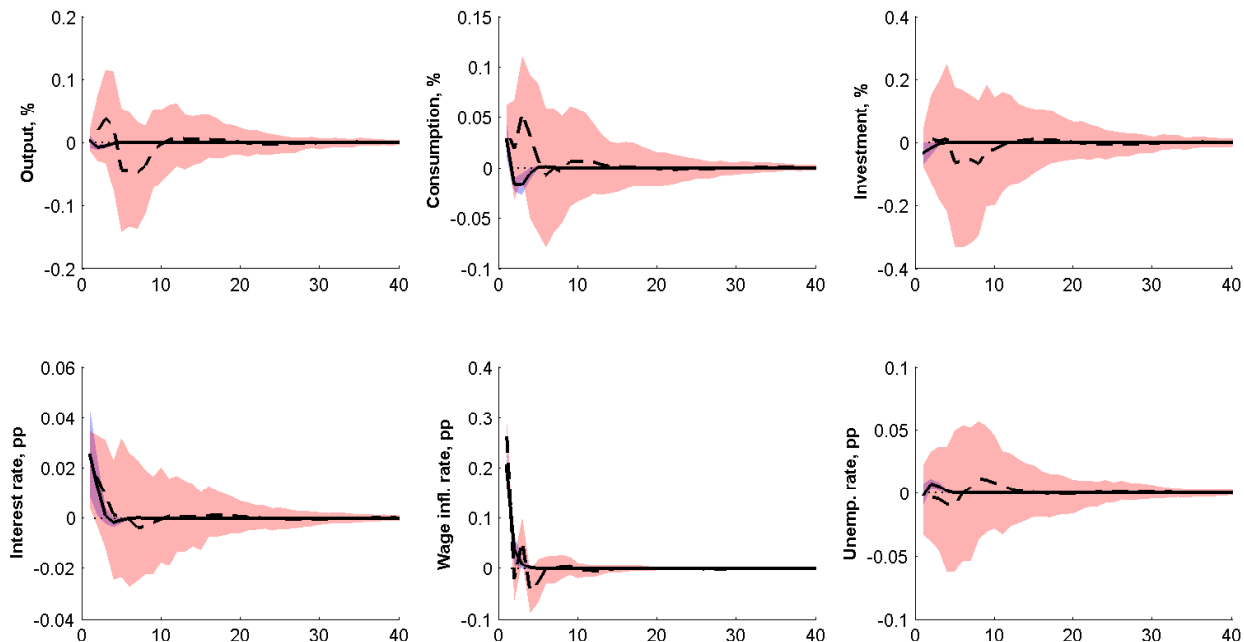 Output, %
0.2
0.1
0
-0.1
-0.2
0 10 20 30 40
Consumption, %
0.15
0.1
0.05
0
-0.05
-0.1
0 10 20 30 40
Investment, %
0.4
0.2
0
-0.2
-0.4
0 10 20 30 40
Interest rate, pp
0.06
0.04
0.02
0
-0.02
-0.04
0 10 20 30 40
Wage infl. rate, pp
0.4
0.3
0.2
0.1
0
-0.1
0 10 20 30 40
Unemp. rate, pp
0.1
0.05
0
-0.05
-0.1
0 10 20 30 40